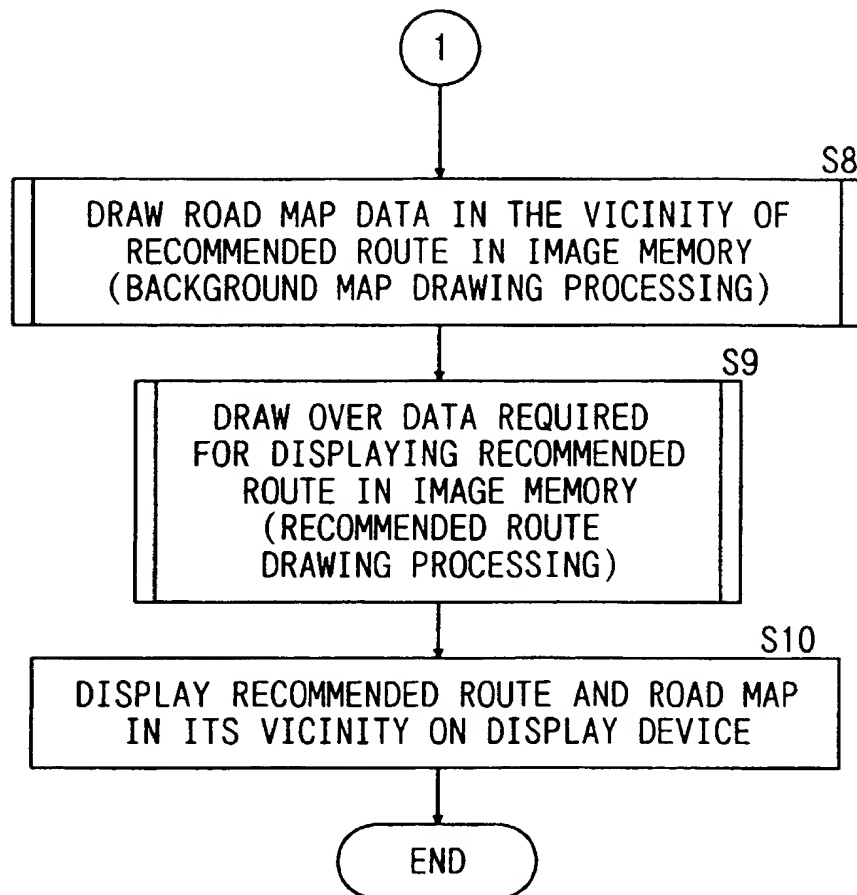 1
S8
DRAW ROAD MAP DATA IN THE VICINITY OF
RECOMMENDED ROUTE IN IMAGE MEMORY
(BACKGROUND MAP DRAWING PROCESSING)
S9
DRAW OVER DATA REQUIRED
FOR DISPLAYING RECOMMENDED
ROUTE IN IMAGE MEMORY
(RECOMMENDED ROUTE
DRAWING PROCESSING)
S10
DISPLAY RECOMMENDED ROUTE AND ROAD MAP
IN ITS VICINITY ON DISPLAY DEVICE
END